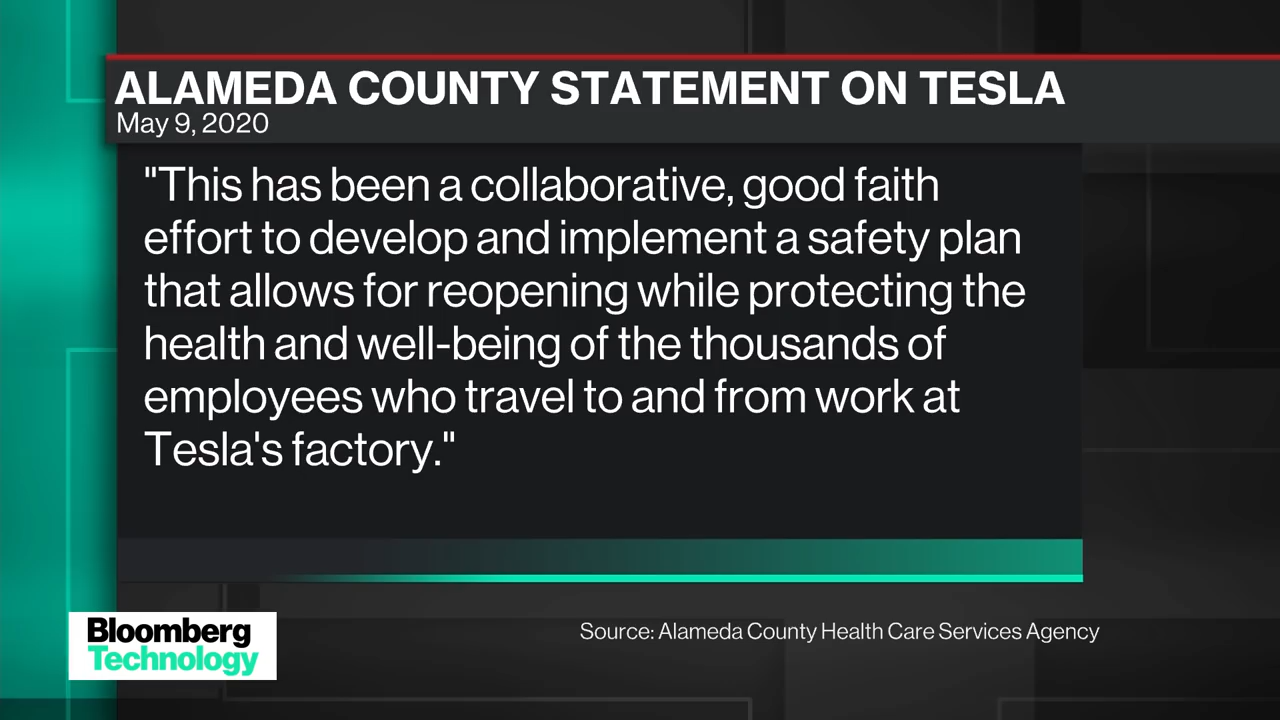 ALAMEDA COUNTY STATEMENT ON TESLA
May 9, 2020
"This has been a collaborative, good faith
effort to develop and implement a safety plan
that allows for reopening while protecting the
health and well-being of the thousands of
employees who travel to and from work at
Tesla's factory."
Source: Alameda County Health Care Services Agency
Bloomberg
Technology